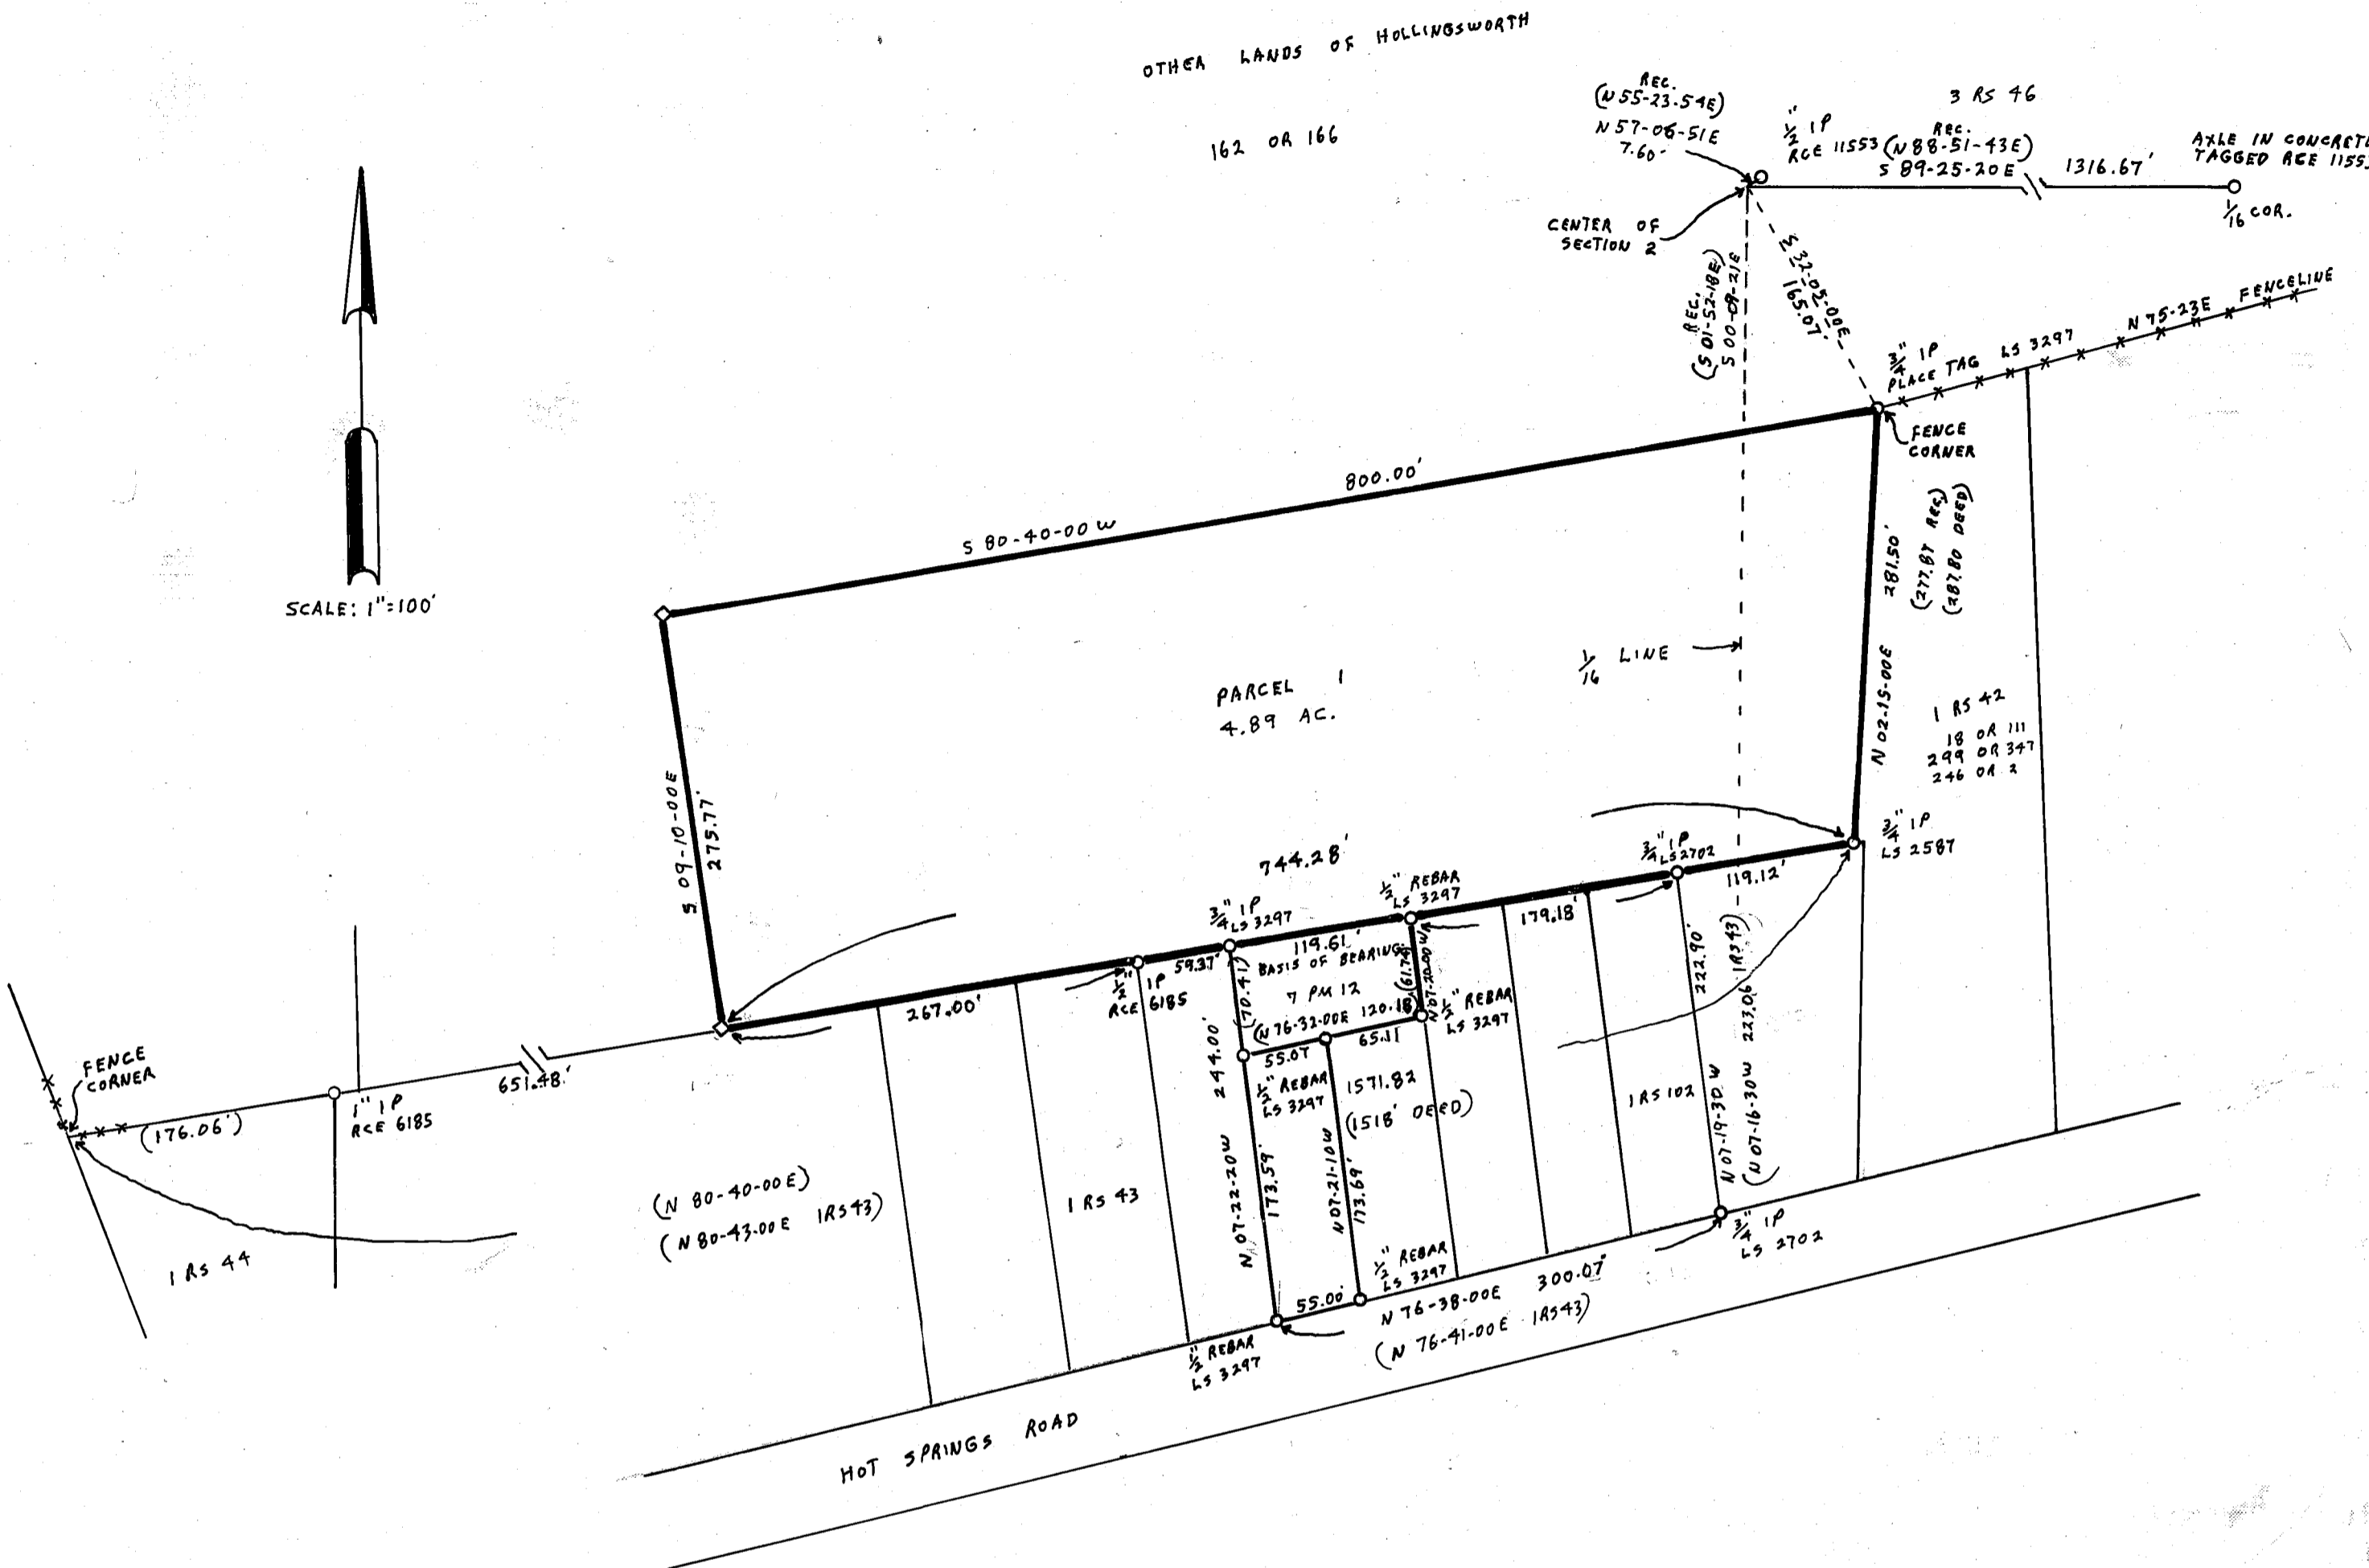 OTHER LANDS OF HOLLINGSWORTH
162 OR 166
REC.
(N55-23-54E)
N57-06-51E
7.60'
1/2" IP
RCE 11553
3 RS 46
REC.
(N88-51-43E)
S 89-25-20E
1316.67'
AXLE IN CONCRETE
TAGGED RCE 1155
1/16 COR.
CENTER OF
SECTION 2
REC.
(S 01-52-18E)
S 00-09-21E
32-05-00E
165.07'
3/4" IP
PLACE TAG LS 3297
N 75-23E FENCELINE
FENCE
CORNER
SCALE: 1"=100'
S 80-40-00 W
800.00'
281.50'
(277.87 REC)
(287.80 DEED)
N 02-15-00E
1/16 LINE
PARCEL 1
4.89 AC.
1 RS 42
18 OR 111
299 OR 347
246 OR 2
S 09-10-00E
275.77'
744.28'
3/4" IP
LS 2702
3/4" IP
LS 2587
119.12'
1/2" REBAR
LS 3297
3/4" IP
LS 3297
179.18'
119.61'
BASIS OF BEARING
59.37'
1/2" IP
RCE 6185
267.00'
(70.41)
(61.74)
N07-20-00W
7 PM 12
(N 76-32-00E 120.18)
1/2" REBAR
LS 3297
55.07
65.11
1/2" REBAR
LS 3297
1571.82
(1518' DEED)
244.00'
222.90'
N 07-19-30 W
(N 07-16-30W 223.06 1RS43)
1 RS 102
FENCE
CORNER
(176.06')
1" IP
RCE 6185
651.48'
(N 80-40-00E)
(N 80-43-00E 1RS43)
1 RS 43
N 07-22-20W
173.59'
N07-21-10W
173.69'
1 RS 44
1/2" REBAR
LS 3297
55.00'
N 76-38-00E 300.07'
(N 76-41-00E 1RS43)
3/4" IP
LS 2702
1/2" REBAR
LS 3297
HOT SPRINGS ROAD